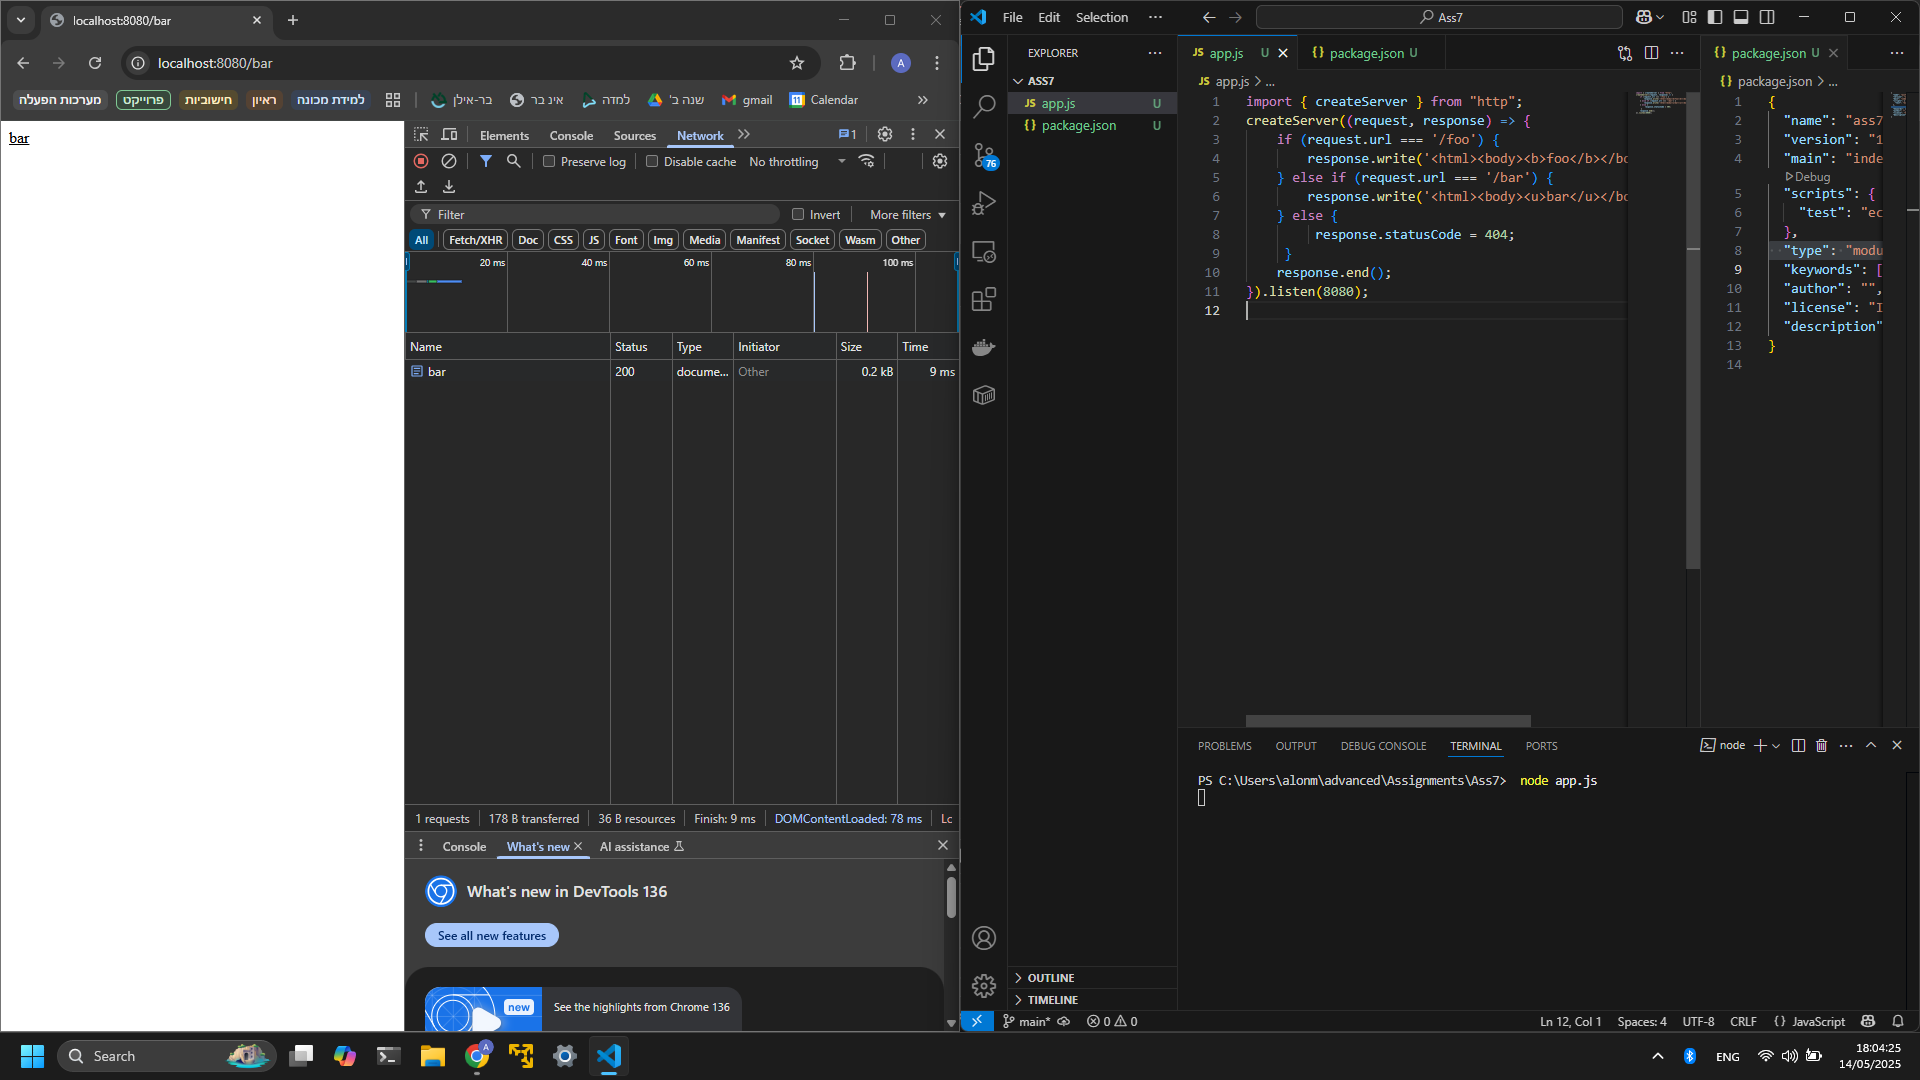 localhost:8080/bar
localhost:8080/bar
A
מערכות הפעלה
פרוייקט
חישוביות
ראיון
למידת מכונה
בר-אילן
אינ בר
למדה
שנה ב'
gmail
11
Calendar
bar
Elements
Console
Sources
Network
1
Preserve log
Disable cache
No throttling
Filter
Invert
More filters
All
Fetch/XHR
Doc
CSS
JS
Font
Img
Media
Manifest
Socket
Wasm
Other
20 ms
40 ms
60 ms
80 ms
100 ms
Name
Status
Type
Initiator
Size
Time
bar
200
docume...
Other
0.2 kB
9 ms
1 requests
178 B transferred
36 B resources
Finish: 9 ms
DOMContentLoaded: 78 ms
Lc
Console
What's new
AI assistance
What's new in DevTools 136
See all new features
new
See the highlights from Chrome 136
File
Edit
Selection
Ass7
EXPLORER
ASS7
JS app.js U
{} package.json U
76
JS app.js U
{} package.json U
JS app.js > ...
1 import { createServer } from "http";
2 createServer((request, response) => {
3 if (request.url === '/foo') {
4 response.write('<html><body><b>foo</b></bo
5 } else if (request.url === '/bar') {
6 response.write('<html><body><u>bar</u></bo
7 } else {
8 response.statusCode = 404;
9 }
10 response.end();
11 }).listen(8080);
12
{} package.json U
{} package.json > ...
1 {
2 "name": "ass7
3 "version": "1
4 "main": "inde
Debug
5 "scripts": {
6 "test": "ec
7 },
8 "type": "modu
9 "keywords": [
10 "author": "",
11 "license": "I
12 "description"
13 }
14
PROBLEMS
OUTPUT
DEBUG CONSOLE
TERMINAL
PORTS
node
PS C:\Users\alonm\advanced\Assignments\Ass7> node app.js
OUTLINE
TIMELINE
main*
0
0
Ln 12, Col 1
Spaces: 4
UTF-8
CRLF
{} JavaScript
Search
A
ENG
18:04:25
14/05/2025